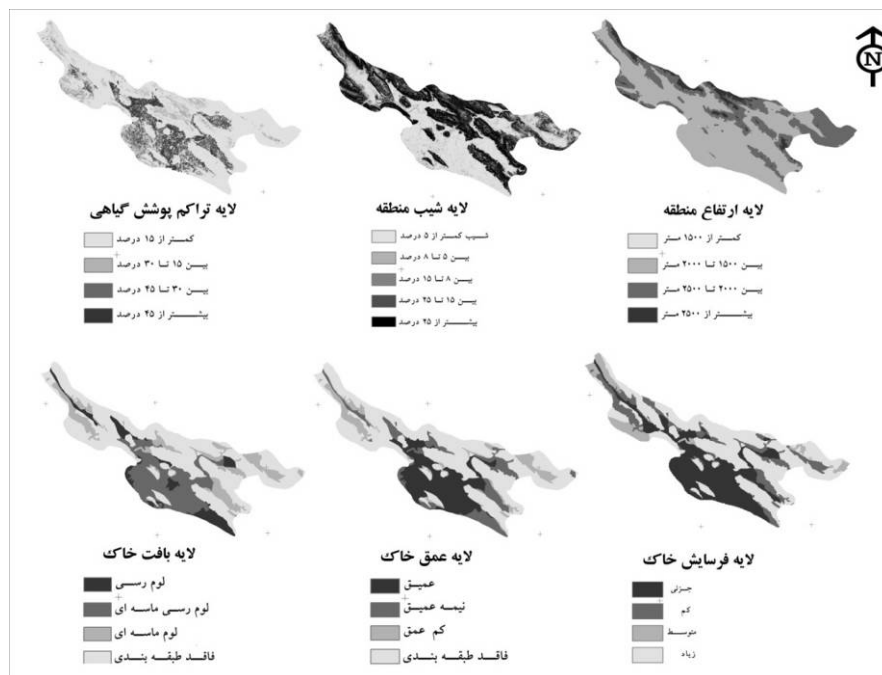 N
لایه ارتفاع منطقه
کمتر از ۱۵۰۰ متر
بین ۱۵۰۰ تا ۲۰۰۰ متر
بین ۲۰۰۰ تا ۲۵۰۰ متر
بیشتر از ۲۵۰۰ متر
لایه شیب منطقه
شیب کمتر از ۵ درصد
بین ۵ تا ۸ درصد
بین ۸ تا ۱۵ درصد
بین ۱۵ تا ۲۵ درصد
بیشتر از ۲۵ درصد
لایه تراکم پوشش گیاهی
کمتر از ۱۵ درصد
بین ۱۵ تا ۳۰ درصد
بین ۳۰ تا ۴۵ درصد
بیشتر از ۴۵ درصد
لایه فرسایش خاک
جزئی
کم
متوسط
زیاد
لایه عمق خاک
عمیق
نیمه عمیق
کم عمق
فاقد طبقه بندی
لایه بافت خاک
لوم رسی
لوم رسی ماسه ای
لوم ماسه ای
فاقد طبقه بندی